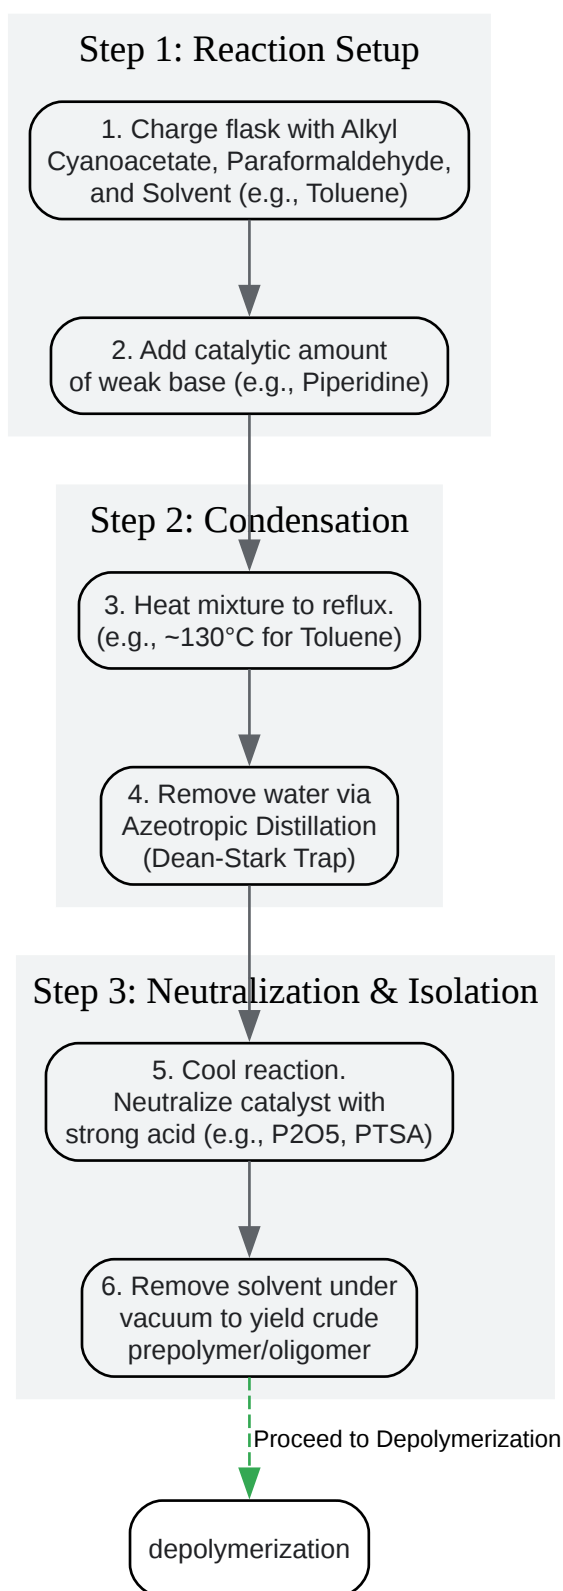 Step 1: Reaction Setup
1. Charge flask with Alkyl
Cyanoacetate, Paraformaldehyde,
and Solvent (e.g., Toluene)
2. Add catalytic amount
of weak base (e.g., Piperidine)
Step 2: Condensation
3. Heat mixture to reflux.
(e.g., ~130°C for Toluene)
4. Remove water via
Azeotropic Distillation
(Dean-Stark Trap)
Step 3: Neutralization & Isolation
5. Cool reaction.
Neutralize catalyst with
strong acid (e.g., P2O5, PTSA)
6. Remove solvent under
vacuum to yield crude
prepolymer/oligomer
Proceed to Depolymerization
depolymerization